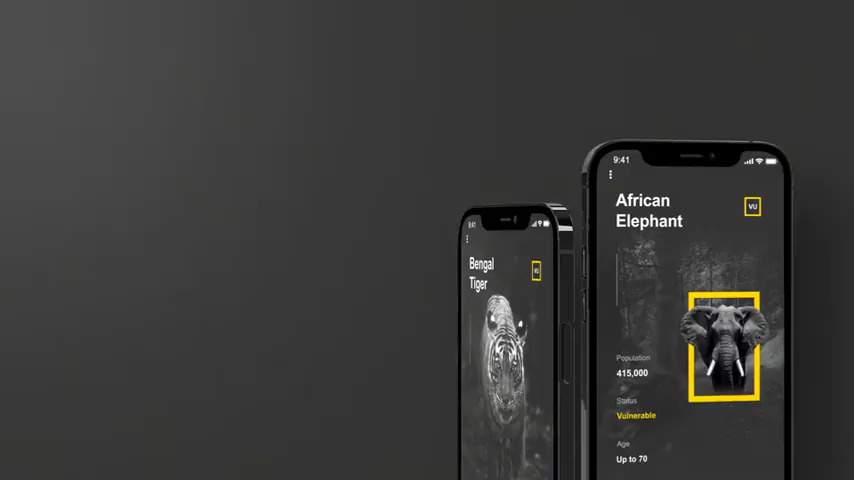 9:41
Bengal
Tiger
VU
9:41
African
Elephant
VU
Population
415,000
Status
Vulnerable
Age
Up to 70